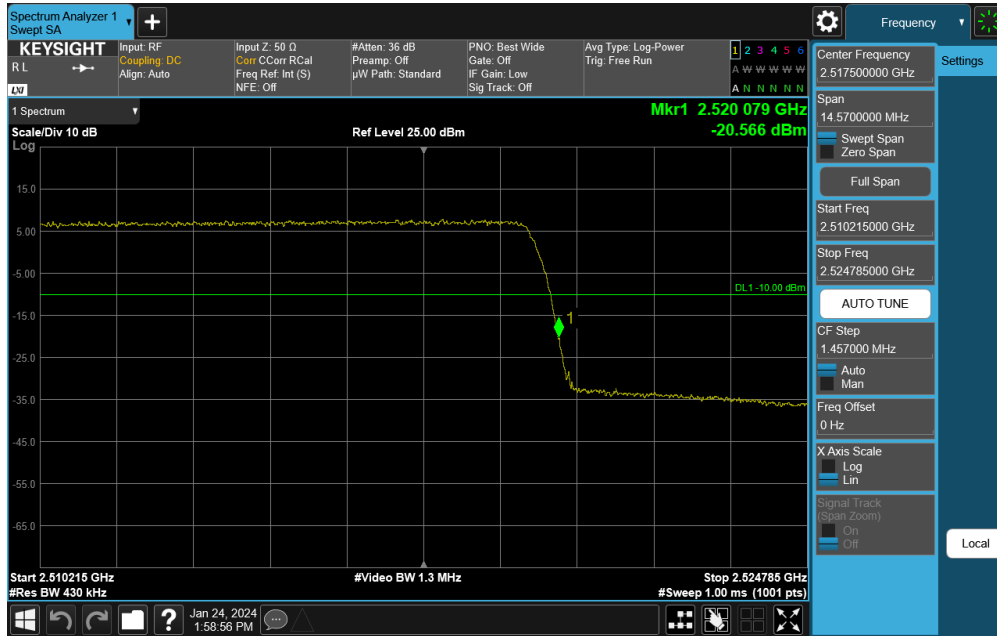 Spectrum Analyzer 1
Swept SA
Frequency
KEYSIGHT
R L
LXI
Input: RF
Coupling: DC
Align: Auto
Input Z: 50 Ω
Corr CCorr RCal
Freq Ref: Int (S)
NFE: Off
#Atten: 36 dB
Preamp: Off
µW Path: Standard
PNO: Best Wide
Gate: Off
IF Gain: Low
Sig Track: Off
Avg Type: Log-Power
Trig: Free Run
1 2 3 4 5 6
A W W W W W
A N N N N N
1 Spectrum
Scale/Div 10 dB
Log
Ref Level 25.00 dBm
Mkr1 2.520 079 GHz
-20.566 dBm
15.0
5.00
-5.00
-15.0
-25.0
-35.0
-45.0
-55.0
-65.0
DL1 -10.00 dBm
1
Start 2.510215 GHz
#Res BW 430 kHz
#Video BW 1.3 MHz
Stop 2.524785 GHz
#Sweep 1.00 ms (1001 pts)
Center Frequency
2.517500000 GHz
Span
14.5700000 MHz
Swept Span
Zero Span
Full Span
Start Freq
2.510215000 GHz
Stop Freq
2.524785000 GHz
AUTO TUNE
CF Step
1.457000 MHz
Auto
Man
Freq Offset
0 Hz
X Axis Scale
Log
Lin
Signal Track
(Span Zoom)
On
Off
Settings
Local
?
Jan 24, 2024
1:58:56 PM